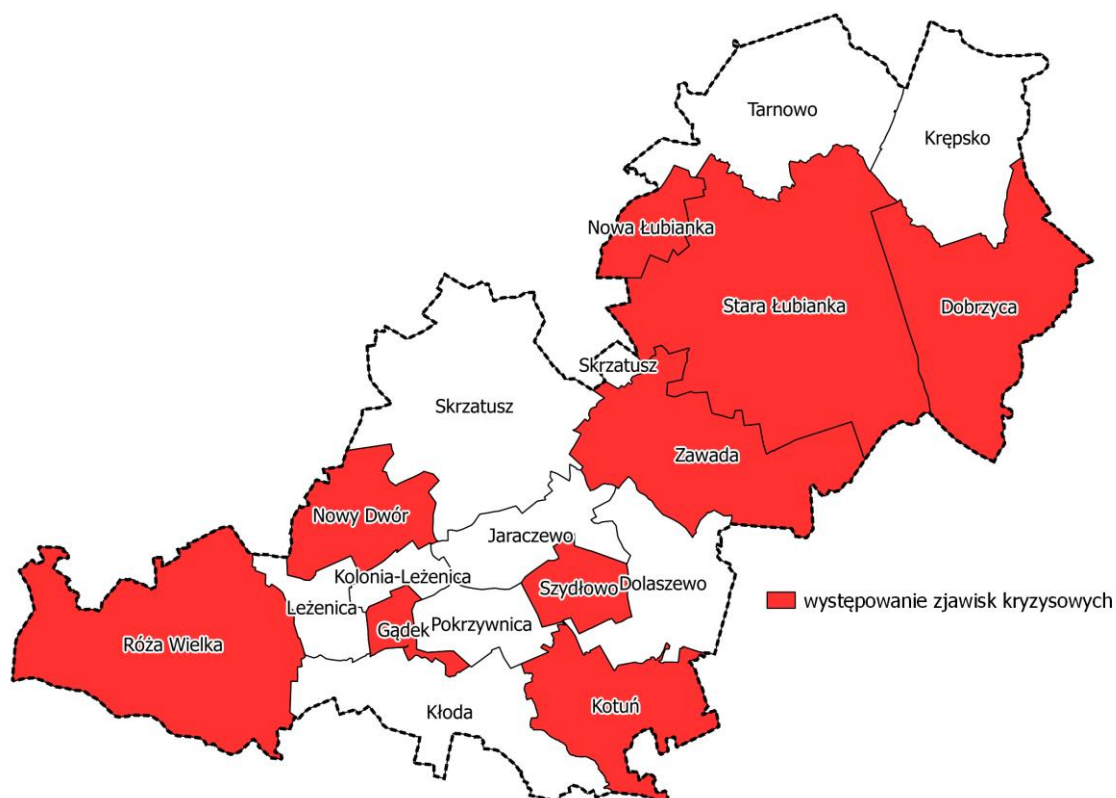 Tarnowo
Krępsko
Nowa Łubianka
Stara Łubianka
Dobrzyca
Skrzatusz
Skrzatusz
Zawada
Nowy Dwór
Jaraczewo
Kolonia-Leżenica
Szydłowo
Dolaszewo
Leżenica
występowanie zjawisk kryzysowych
Gądek
Pokrzywnica
Róża Wielka
Kotuń
Kłoda